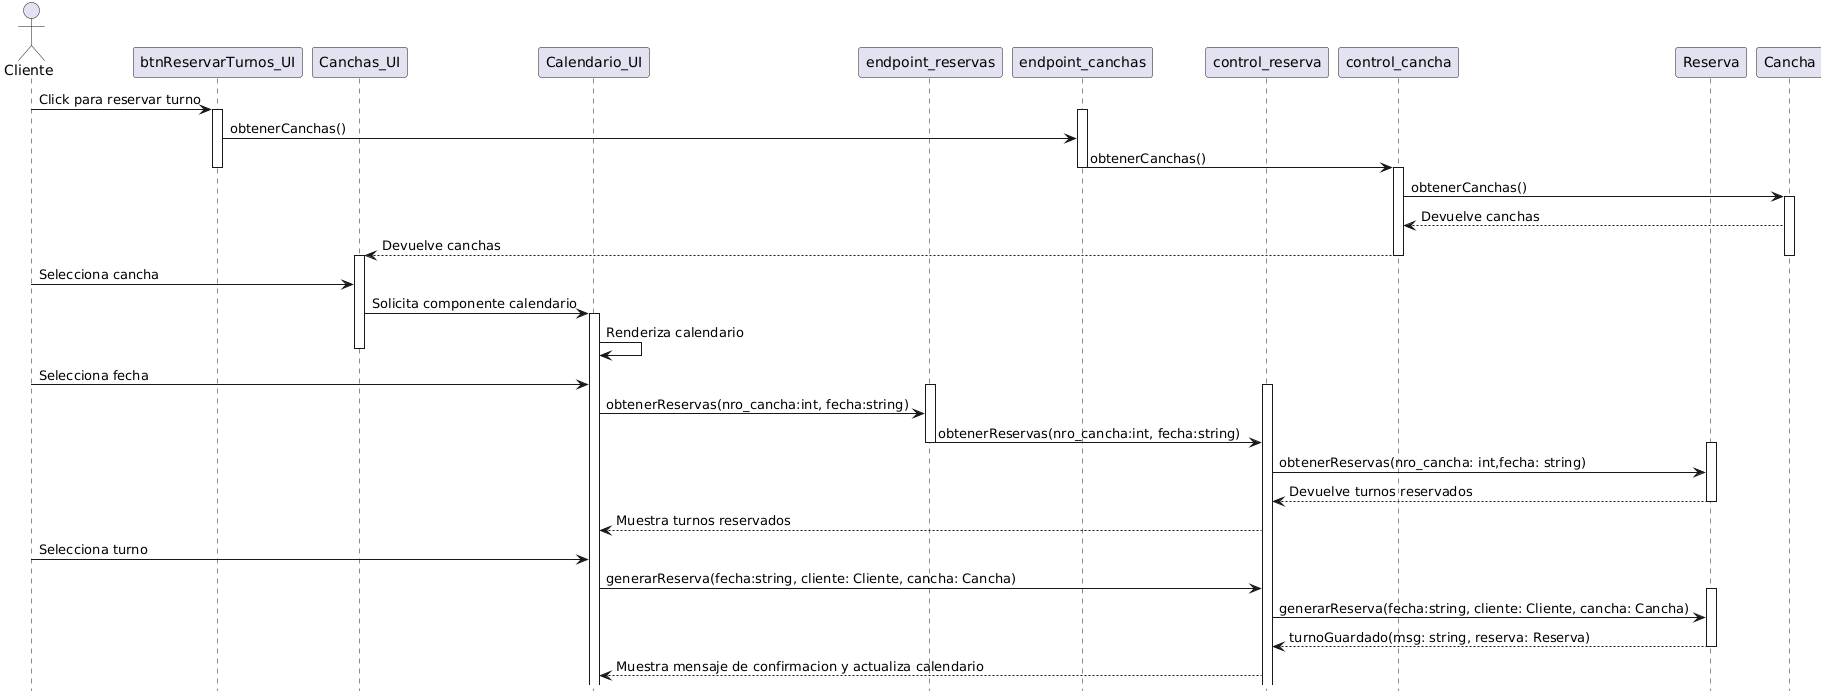 Cliente
btnReservarTurnos_UI
Canchas_UI
Calendario_UI
endpoint_reservas
endpoint_canchas
control_reserva
control_cancha
Reserva
Cancha
Click para reservar turno
obtenerCanchas()
obtenerCanchas()
obtenerCanchas()
Devuelve canchas
Devuelve canchas
Selecciona cancha
Solicita componente calendario
Renderiza calendario
Selecciona fecha
obtenerReservas(nro_cancha:int, fecha:string)
obtenerReservas(nro_cancha:int, fecha:string)
obtenerReservas(nro_cancha: int,fecha: string)
Devuelve turnos reservados
Muestra turnos reservados
Selecciona turno
generarReserva(fecha:string, cliente: Cliente, cancha: Cancha)
generarReserva(fecha:string, cliente: Cliente, cancha: Cancha)
turnoGuardado(msg: string, reserva: Reserva)
Muestra mensaje de confirmacion y actualiza calendario